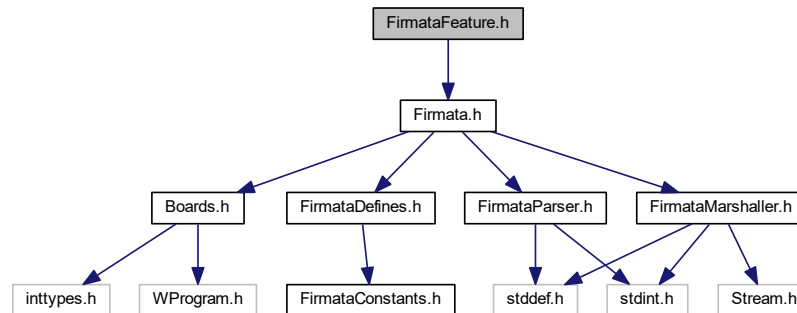 FirmataFeature.h
Firmata.h
Boards.h
FirmataDefines.h
FirmataParser.h
FirmataMarshaller.h
inttypes.h
WProgram.h
FirmataConstants.h
stddef.h
stdint.h
Stream.h